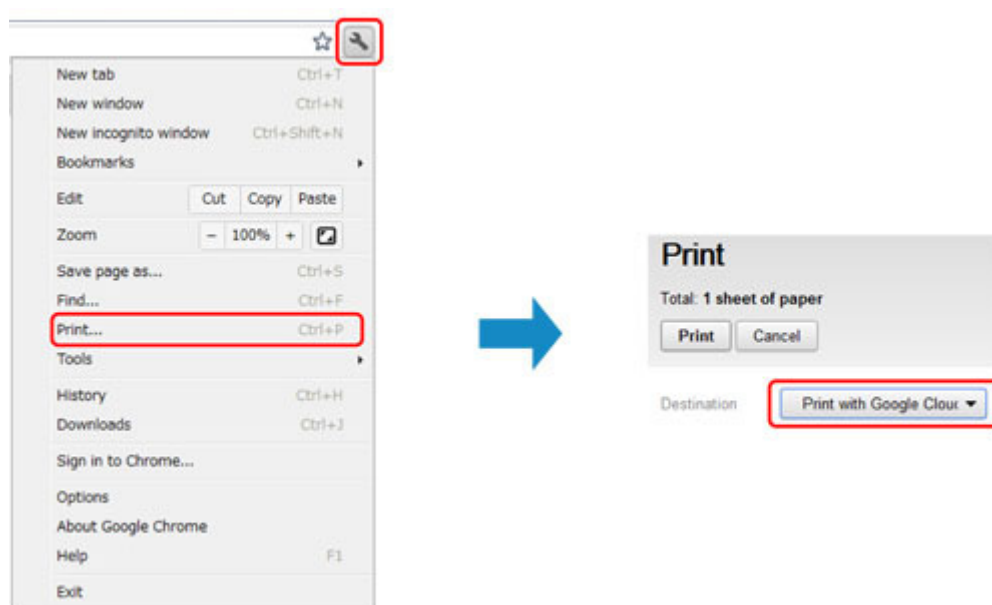 New tab Ctrl+T
New window Ctrl+N
New incognito window Ctrl+Shift+N
Bookmarks
Edit Cut Copy Paste
Zoom − 100% +
Save page as... Ctrl+S
Find... Ctrl+F
Print... Ctrl+P
Tools
History Ctrl+H
Downloads Ctrl+J
Sign in to Chrome...
Options
About Google Chrome
Help F1
Exit
Print
Total: 1 sheet of paper
Print Cancel
Destination Print with Google Clou